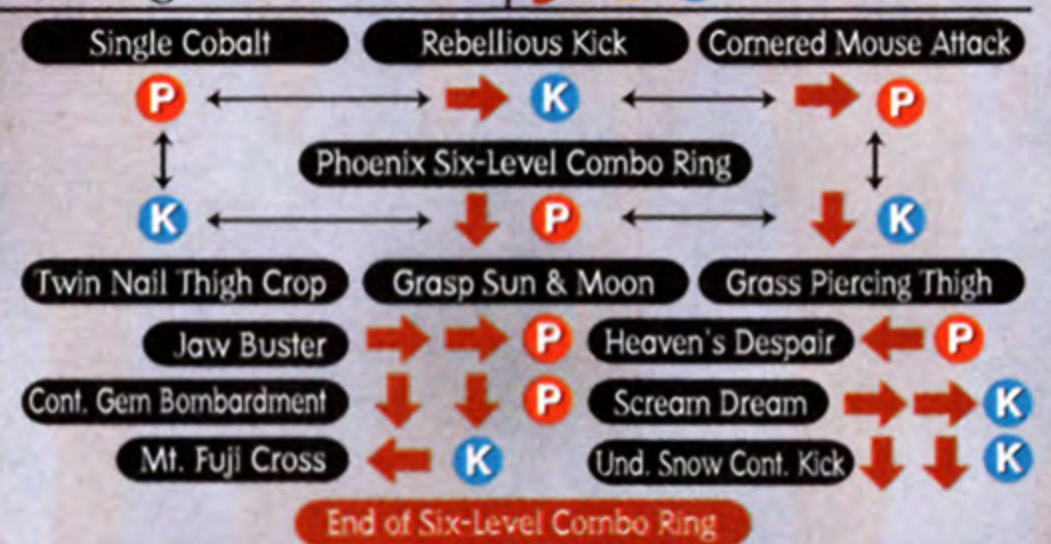 Single Cobalt Rebellious Kick Cornered Mouse Attack
P K P
Phoenix Six-Level Combo Ring
K P K
Twin Nail Thigh Crop Grasp Sun & Moon Grass Piercing Thigh
Jaw Buster P Heaven's Despair P
Cont. Gem Bombardment P Scream Dream K
Mt. Fuji Cross K Und. Snow Cont. Kick K
End of Six-Level Combo Ring